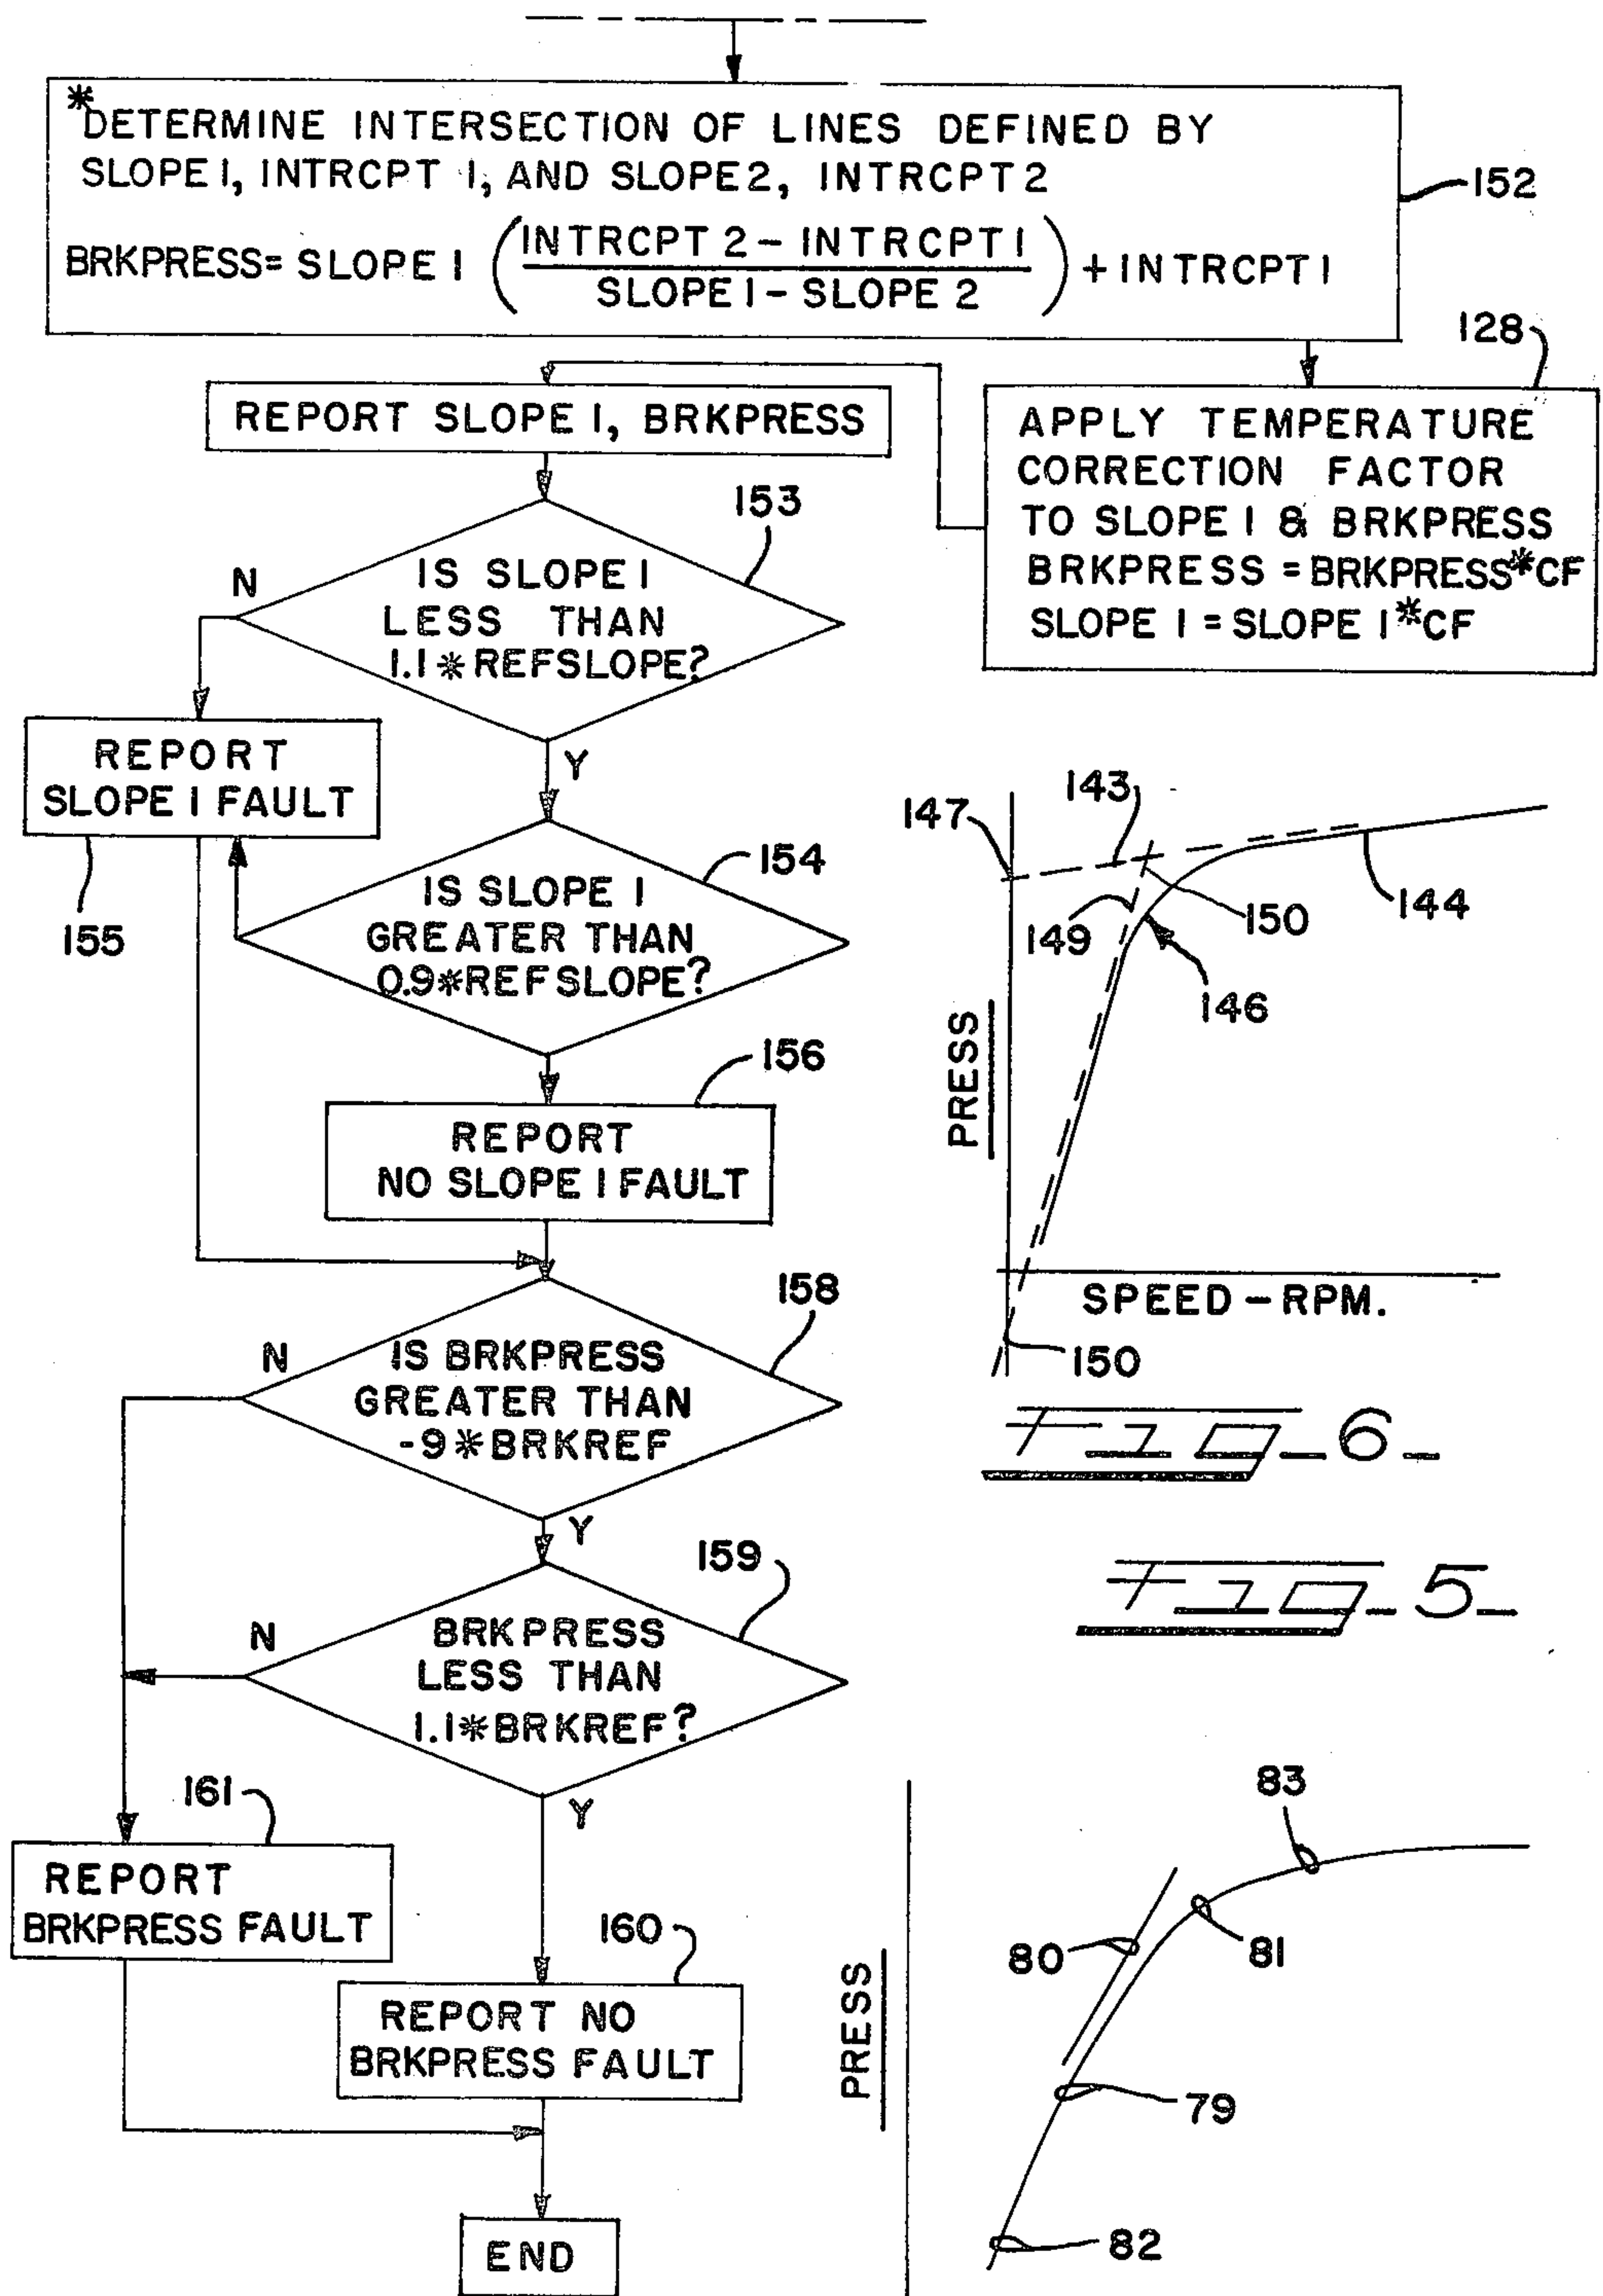 *DETERMINE INTERSECTION OF LINES DEFINED BY
SLOPE 1, INTRCPT 1, AND SLOPE 2, INTRCPT 2
BRKPRESS= SLOPE 1 (INTRCPT 2 - INTRCPT 1 / SLOPE 1 - SLOPE 2) + INTRCPT 1
152
128
REPORT SLOPE 1, BRKPRESS
APPLY TEMPERATURE
CORRECTION FACTOR
TO SLOPE 1 & BRKPRESS
BRKPRESS = BRKPRESS*CF
SLOPE 1 = SLOPE 1*CF
153
N
IS SLOPE 1
LESS THAN
1.1*REFSLOPE?
Y
REPORT
SLOPE 1 FAULT
155
154
IS SLOPE 1
GREATER THAN
0.9*REFSLOPE?
156
REPORT
NO SLOPE 1 FAULT
158
N
IS BRKPRESS
GREATER THAN
-9*BRKREF
Y
159
N
BRKPRESS
LESS THAN
1.1*BRKREF?
Y
161
REPORT
BRKPRESS FAULT
160
REPORT NO
BRKPRESS FAULT
END
147
143
149
150
144
146
PRESS
SPEED - RPM.
150
Fig_6_
Fig_5_
83
80
81
PRESS
79
82